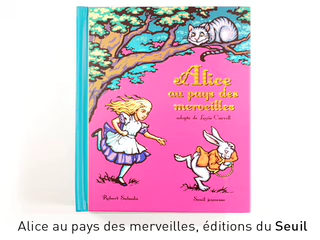 Alice
au pays des
merveilles
adapté de Lewis Carroll
Robert Sabuda
Seuil jeunesse
Alice au pays des merveilles, éditions du Seuil